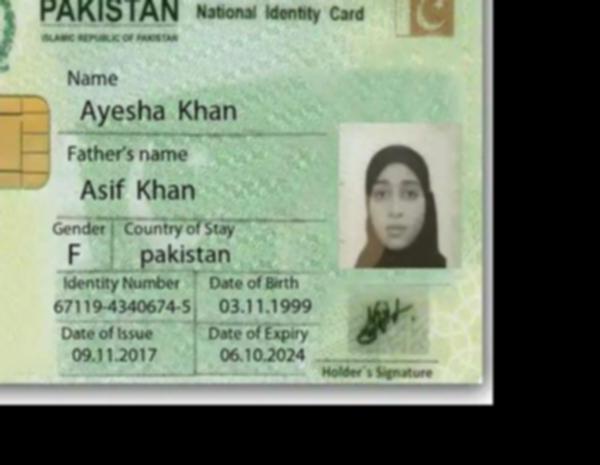 PAKISTAN National Identity Card
ISLAMIC REPUBLIC OF PAKISTAN
Name
Ayesha Khan
Father's name
Asif Khan
Gender Country of Stay
F pakistan
Identity Number Date of Birth
67119-4340674-5 03.11.1999
Date of Issue Date of Expiry
09.11.2017 06.10.2024
Holder's Signature